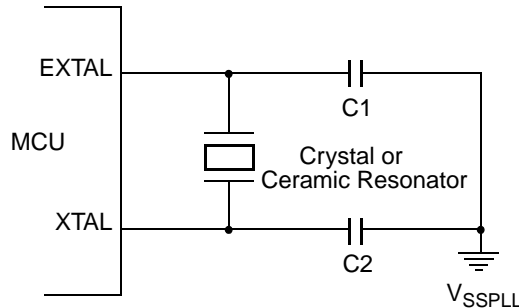 EXTAL
C1
MCU
Crystal or
Ceramic Resonator
XTAL
C2
VSSPLL